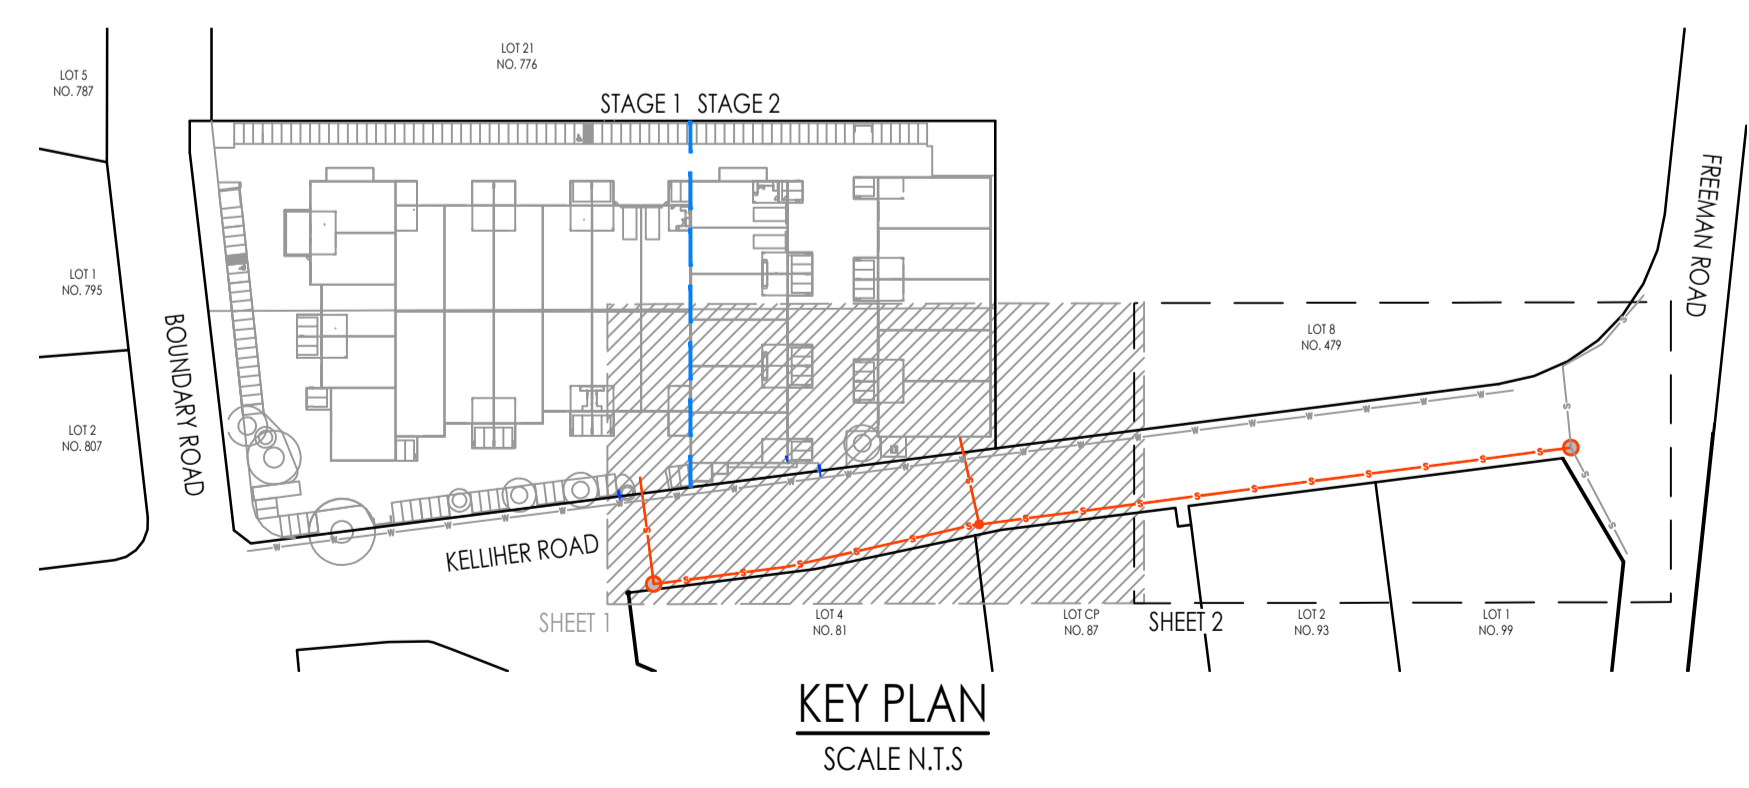 LOT 21
NO. 776
LOT 5
NO. 787
STAGE 1 STAGE 2
FREEMAN ROAD
LOT 1
NO. 795
BOUNDARY ROAD
LOT 8
NO. 479
LOT 2
NO. 807
W W W W W W W W W W W W W W W W W W W W W W
S S S S S S S S S S S S S S S S S S S S S
KELLIHER ROAD
SHEET 1
LOT 4
NO. 81
LOT CP
NO. 87
SHEET 2
LOT 2
NO. 93
LOT 1
NO. 99
KEY PLAN
SCALE N.T.S